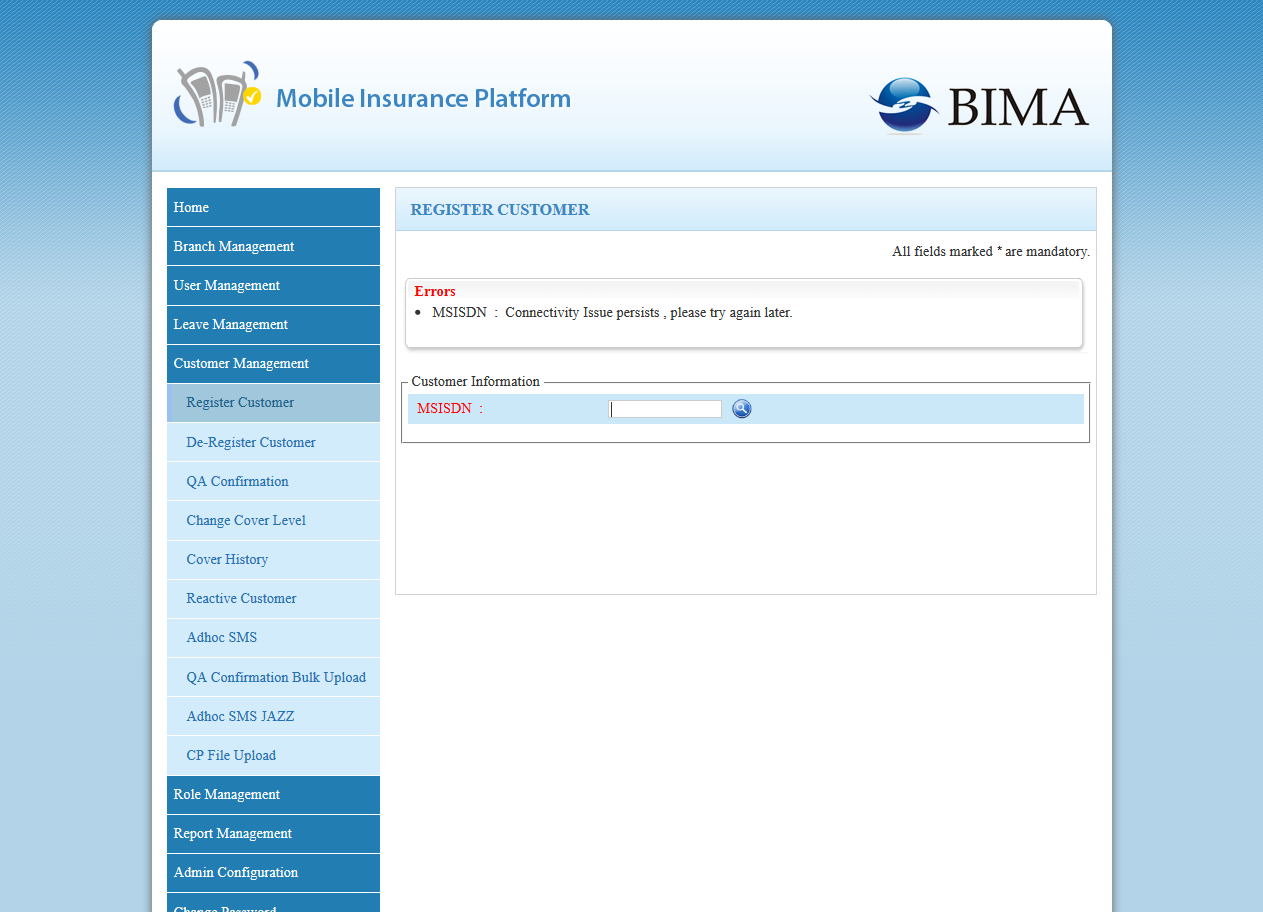 Mobile Insurance Platform
BIMA
Home
Branch Management
User Management
Leave Management
Customer Management
Register Customer
De-Register Customer
QA Confirmation
Change Cover Level
Cover History
Reactive Customer
Adhoc SMS
QA Confirmation Bulk Upload
Adhoc SMS JAZZ
CP File Upload
Role Management
Report Management
Admin Configuration
Change Password
REGISTER CUSTOMER
All fields marked * are mandatory.
Errors
• MSISDN : Connectivity Issue persists , please try again later.
Customer Information
MSISDN :